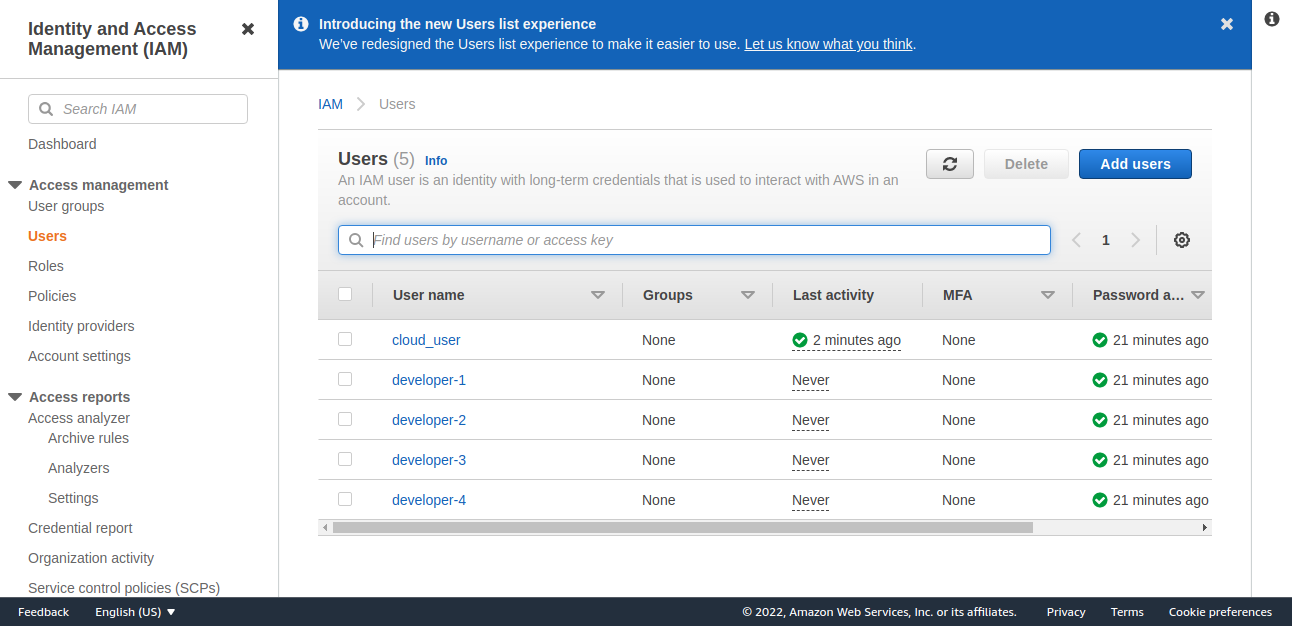 Identity and Access
Management (IAM)
Search IAM
Dashboard
Access management
User groups
Users
Roles
Policies
Identity providers
Account settings
Access reports
Access analyzer
Archive rules
Analyzers
Settings
Credential report
Organization activity
Service control policies (SCPs)
Introducing the new Users list experience
We've redesigned the Users list experience to make it easier to use. Let us know what you think.
IAM Users
Users (5) Info
An IAM user is an identity with long-term credentials that is used to interact with AWS in an
account.
Delete Add users
Find users by username or access key
1
User name Groups Last activity MFA Password a...
cloud_user None 2 minutes ago None 21 minutes ago
developer-1 None Never None 21 minutes ago
developer-2 None Never None 21 minutes ago
developer-3 None Never None 21 minutes ago
developer-4 None Never None 21 minutes ago
Feedback English (US) © 2022, Amazon Web Services, Inc. or its affiliates. Privacy Terms Cookie preferences